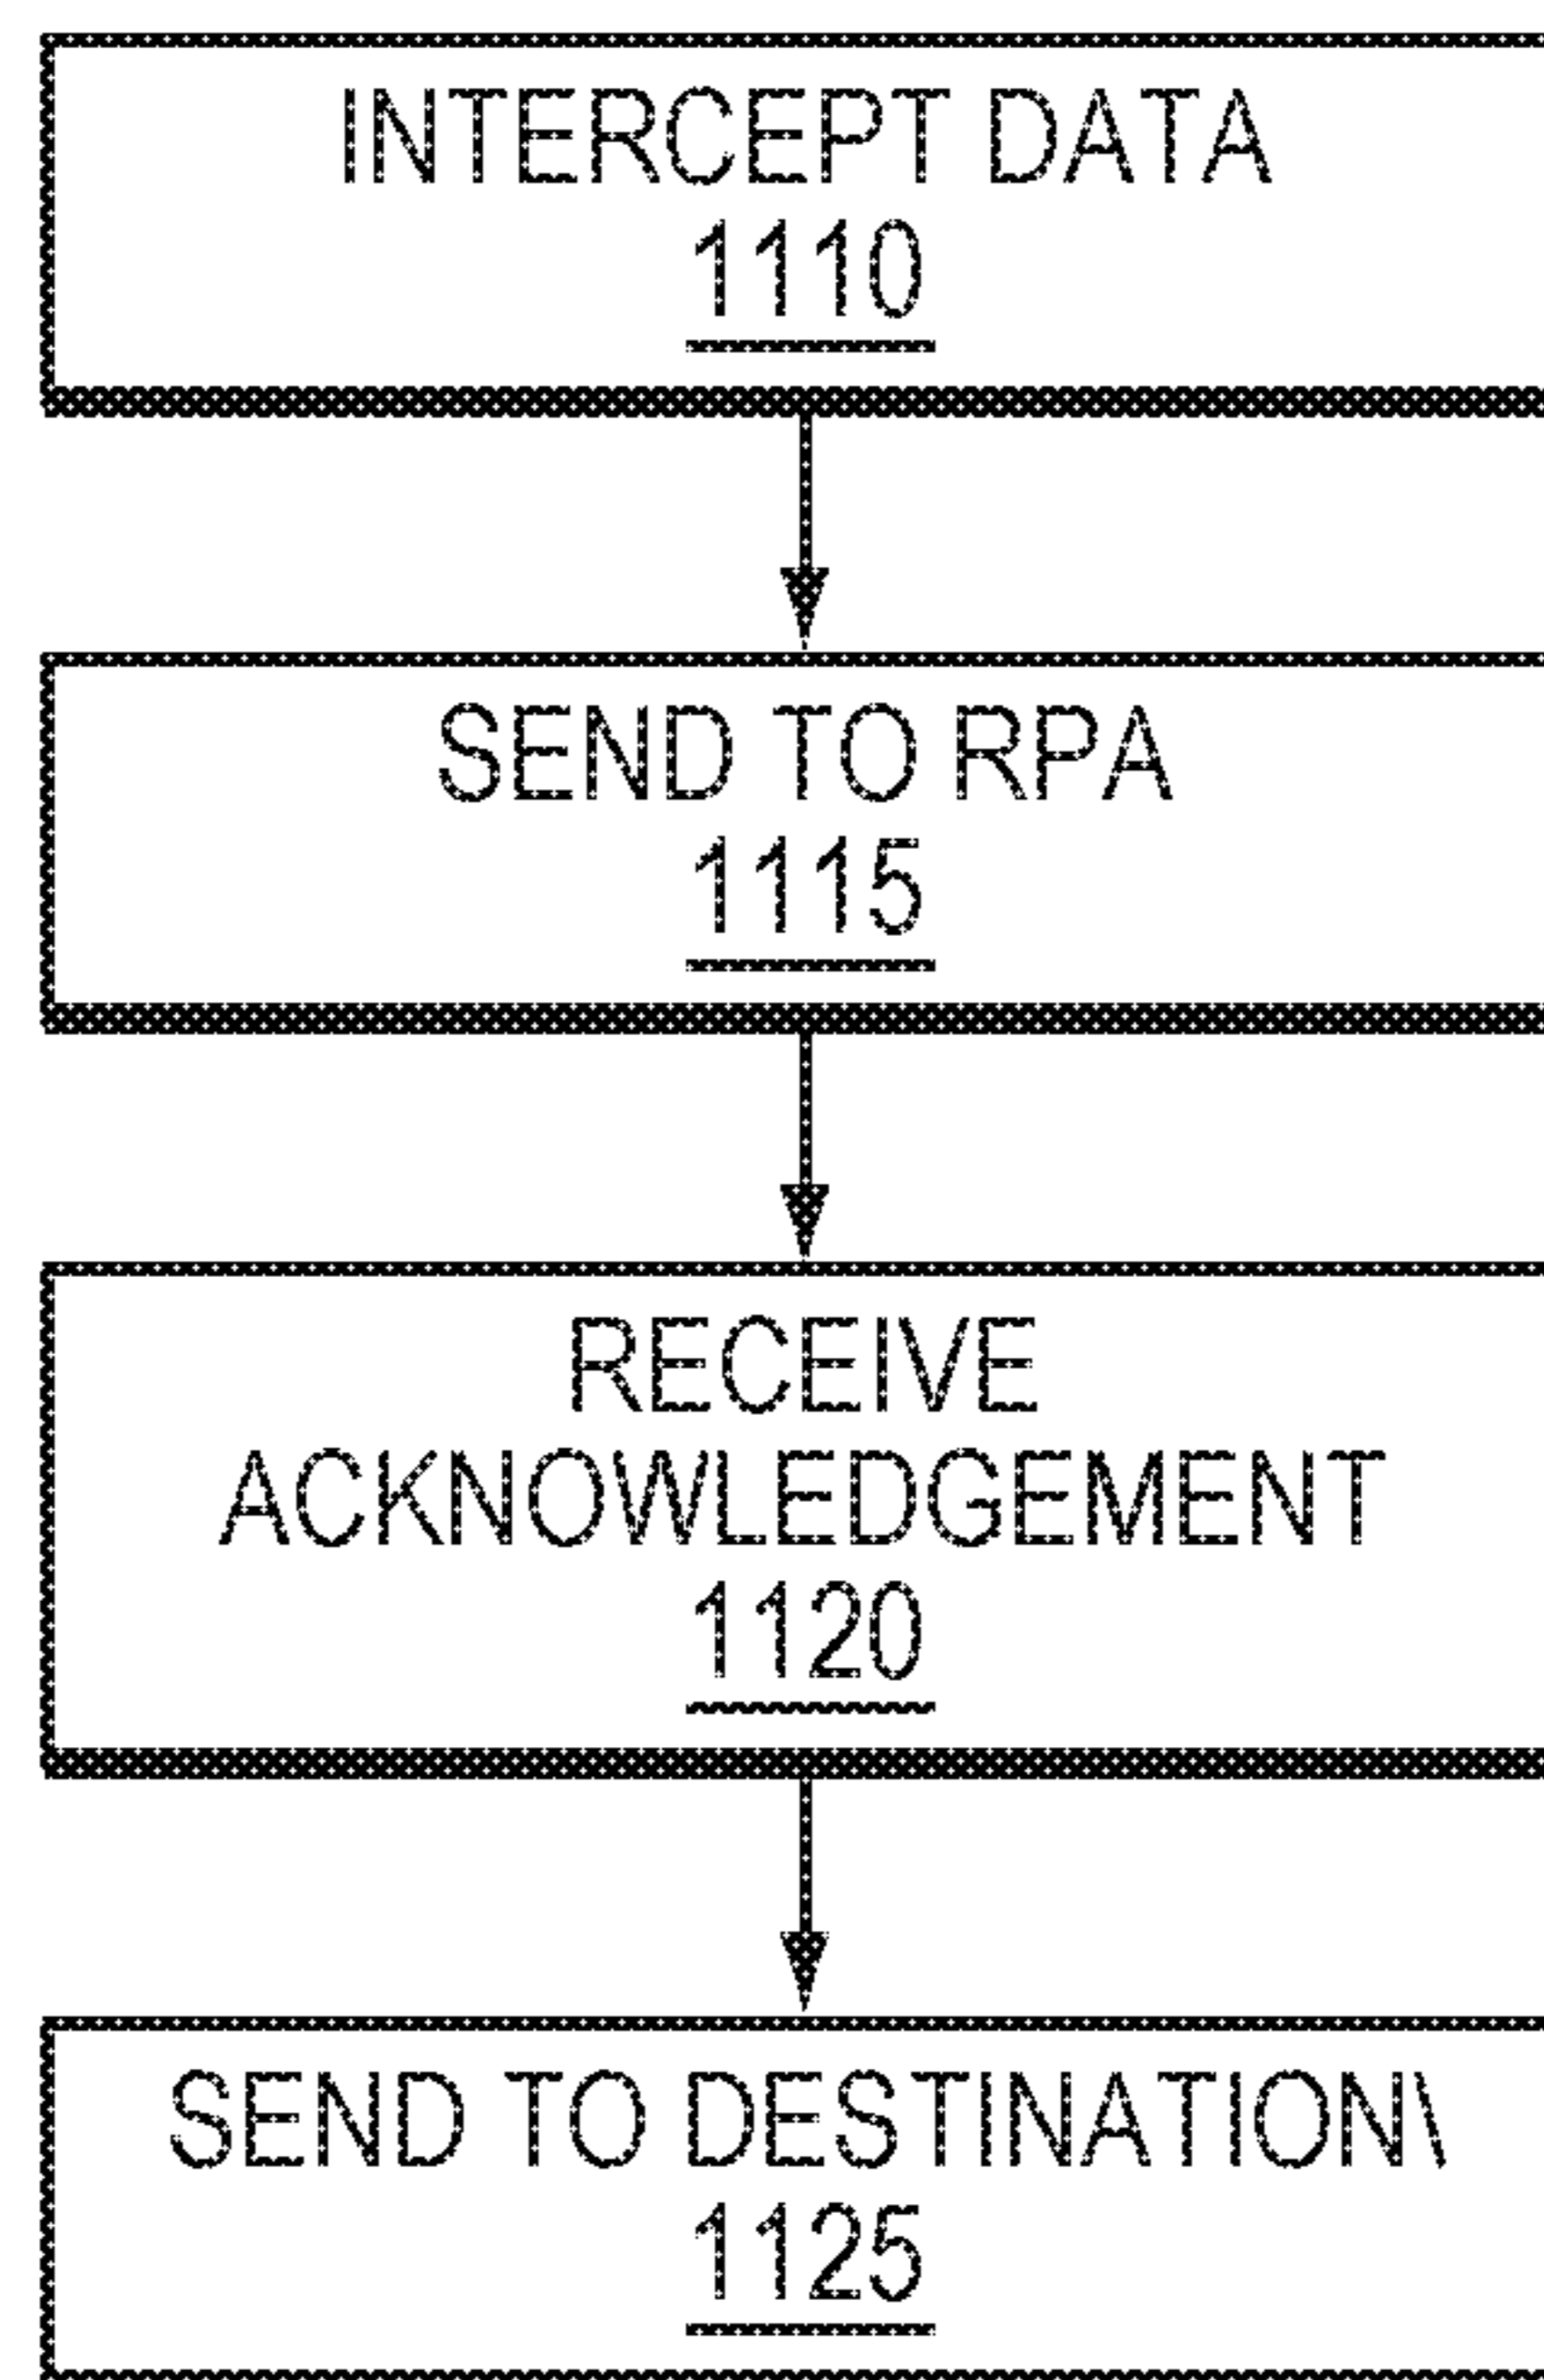 INTERCEPT DATA
1110
SEND TO RPA
1115
RECEIVE
ACKNOWLEDGEMENT
1120
SEND TO DESTINATION\
1125